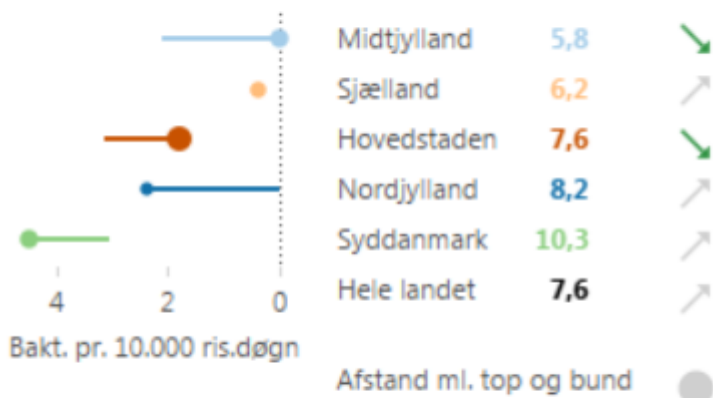 Midtjylland 5,8
Sjælland 6,2
Hovedstaden 7,6
Nordjylland 8,2
Syddanmark 10,3
Hele landet 7,6
4 2 0
Bakt. pr. 10.000 ris.døgn
Afstand ml. top og bund